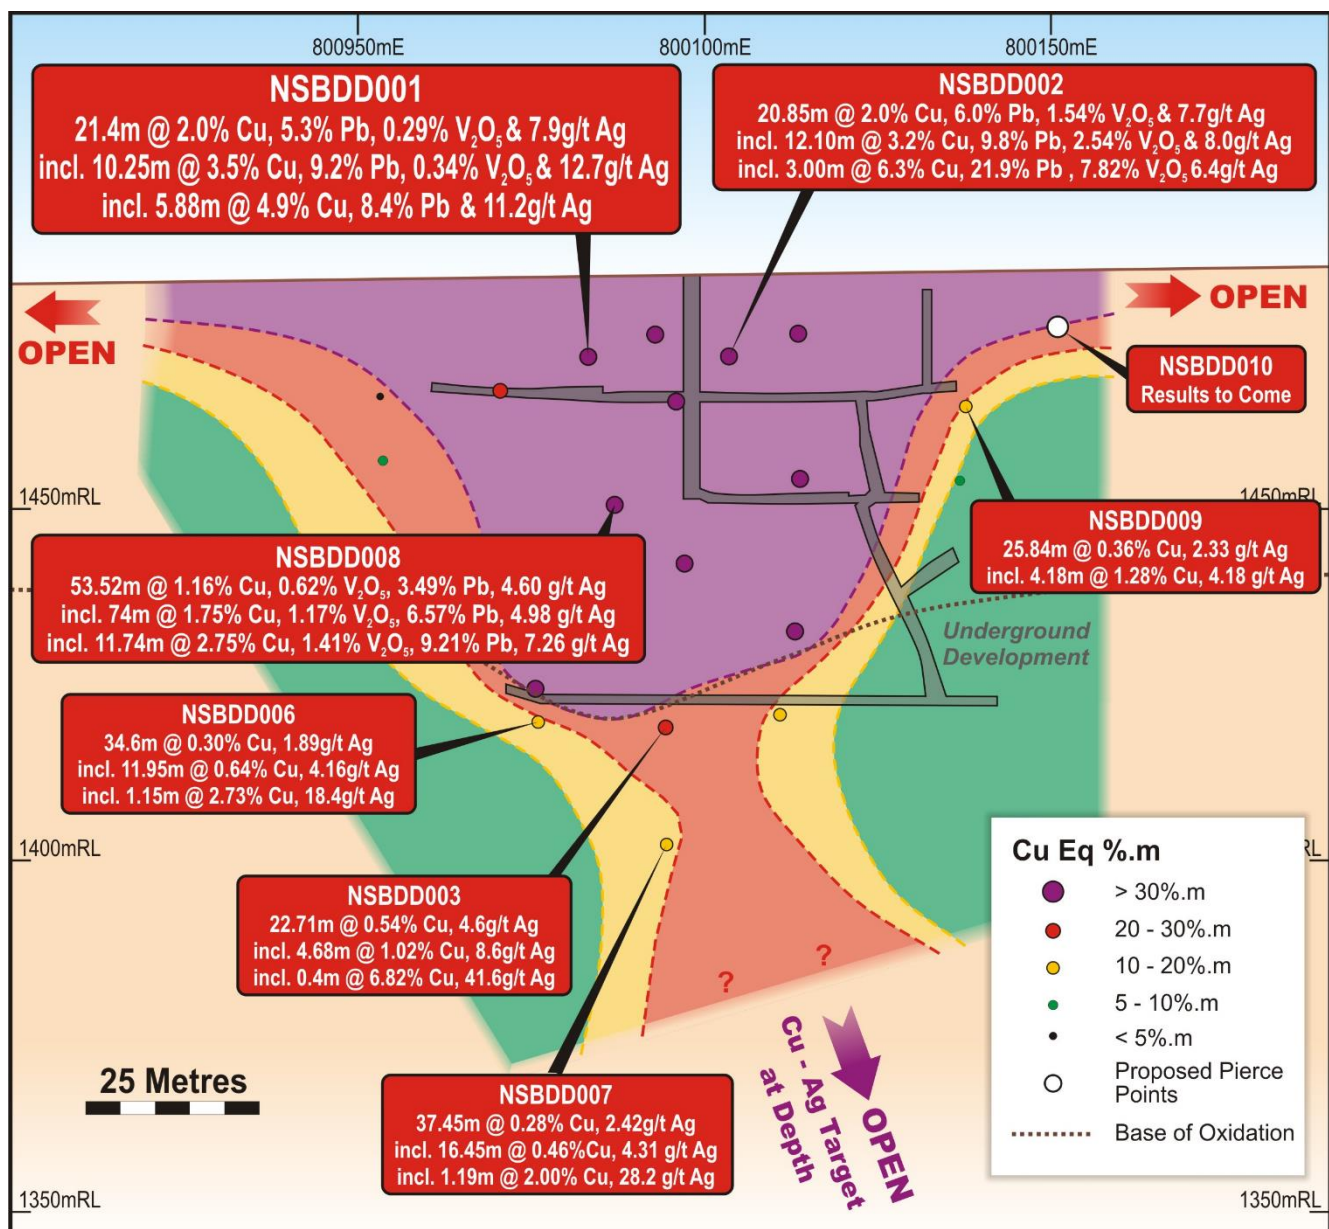 800950mE
800100mE
800150mE
NSBDD001
21.4m @ 2.0% Cu, 5.3% Pb, 0.29% V₂O₅ & 7.9g/t Ag
incl. 10.25m @ 3.5% Cu, 9.2% Pb, 0.34% V₂O₅ & 12.7g/t Ag
incl. 5.88m @ 4.9% Cu, 8.4% Pb & 11.2g/t Ag
NSBDD002
20.85m @ 2.0% Cu, 6.0% Pb, 1.54% V₂O₅ & 7.7g/t Ag
incl. 12.10m @ 3.2% Cu, 9.8% Pb, 2.54% V₂O₅ & 8.0g/t Ag
incl. 3.00m @ 6.3% Cu, 21.9% Pb , 7.82% V₂O₅ 6.4g/t Ag
OPEN
OPEN
NSBDD010
Results to Come
1450mRL
1450mRL
NSBDD009
25.84m @ 0.36% Cu, 2.33 g/t Ag
incl. 4.18m @ 1.28% Cu, 4.18 g/t Ag
NSBDD008
53.52m @ 1.16% Cu, 0.62% V₂O₅, 3.49% Pb, 4.60 g/t Ag
incl. 74m @ 1.75% Cu, 1.17% V₂O₅, 6.57% Pb, 4.98 g/t Ag
incl. 11.74m @ 2.75% Cu, 1.41% V₂O₅, 9.21% Pb, 7.26 g/t Ag
Underground
Development
NSBDD006
34.6m @ 0.30% Cu, 1.89g/t Ag
incl. 11.95m @ 0.64% Cu, 4.16g/t Ag
incl. 1.15m @ 2.73% Cu, 18.4g/t Ag
1400mRL
RL
NSBDD003
22.71m @ 0.54% Cu, 4.6g/t Ag
incl. 4.68m @ 1.02% Cu, 8.6g/t Ag
incl. 0.4m @ 6.82% Cu, 41.6g/t Ag
? ?
Cu - Ag Target
at Depth
OPEN
NSBDD007
37.45m @ 0.28% Cu, 2.42g/t Ag
incl. 16.45m @ 0.46%Cu, 4.31 g/t Ag
incl. 1.19m @ 2.00% Cu, 28.2 g/t Ag
25 Metres
Cu Eq %.m
> 30%.m
20 - 30%.m
10 - 20%.m
5 - 10%.m
< 5%.m
Proposed Pierce
Points
Base of Oxidation
1350mRL
1350mRL